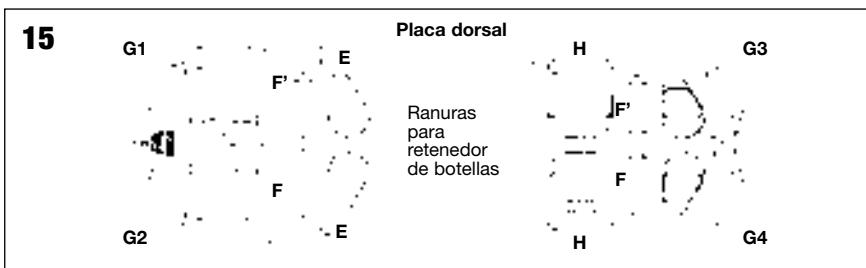 15
Placa dorsal
G1
E
F’
H
G3
F’
Ranuras
para
retenedor
de botellas
F
F
G2
E
H
G4